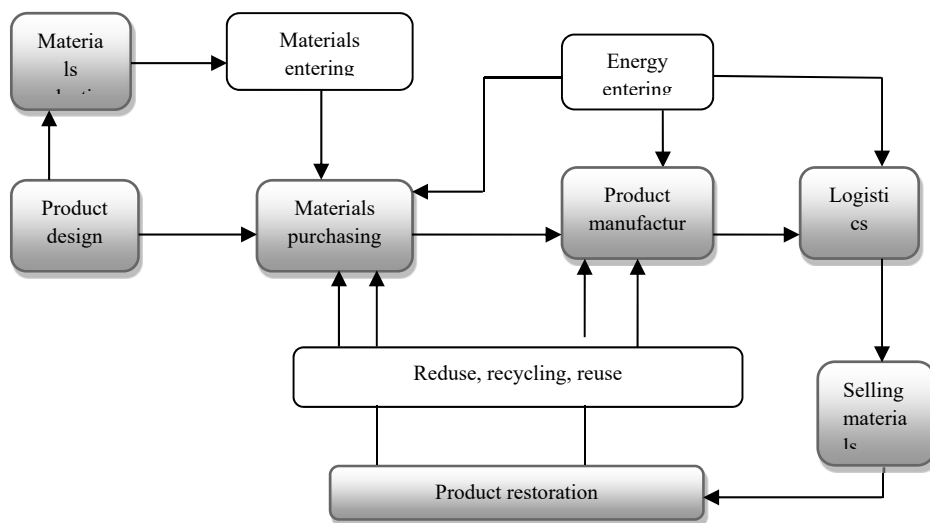 Materia
ls
Materials
entering
Energy
entering
Product
design
Materials
purchasing
Product
manufactur
Logisti
cs
Reduse, recycling, reuse
Selling
materia
ls
Product restoration